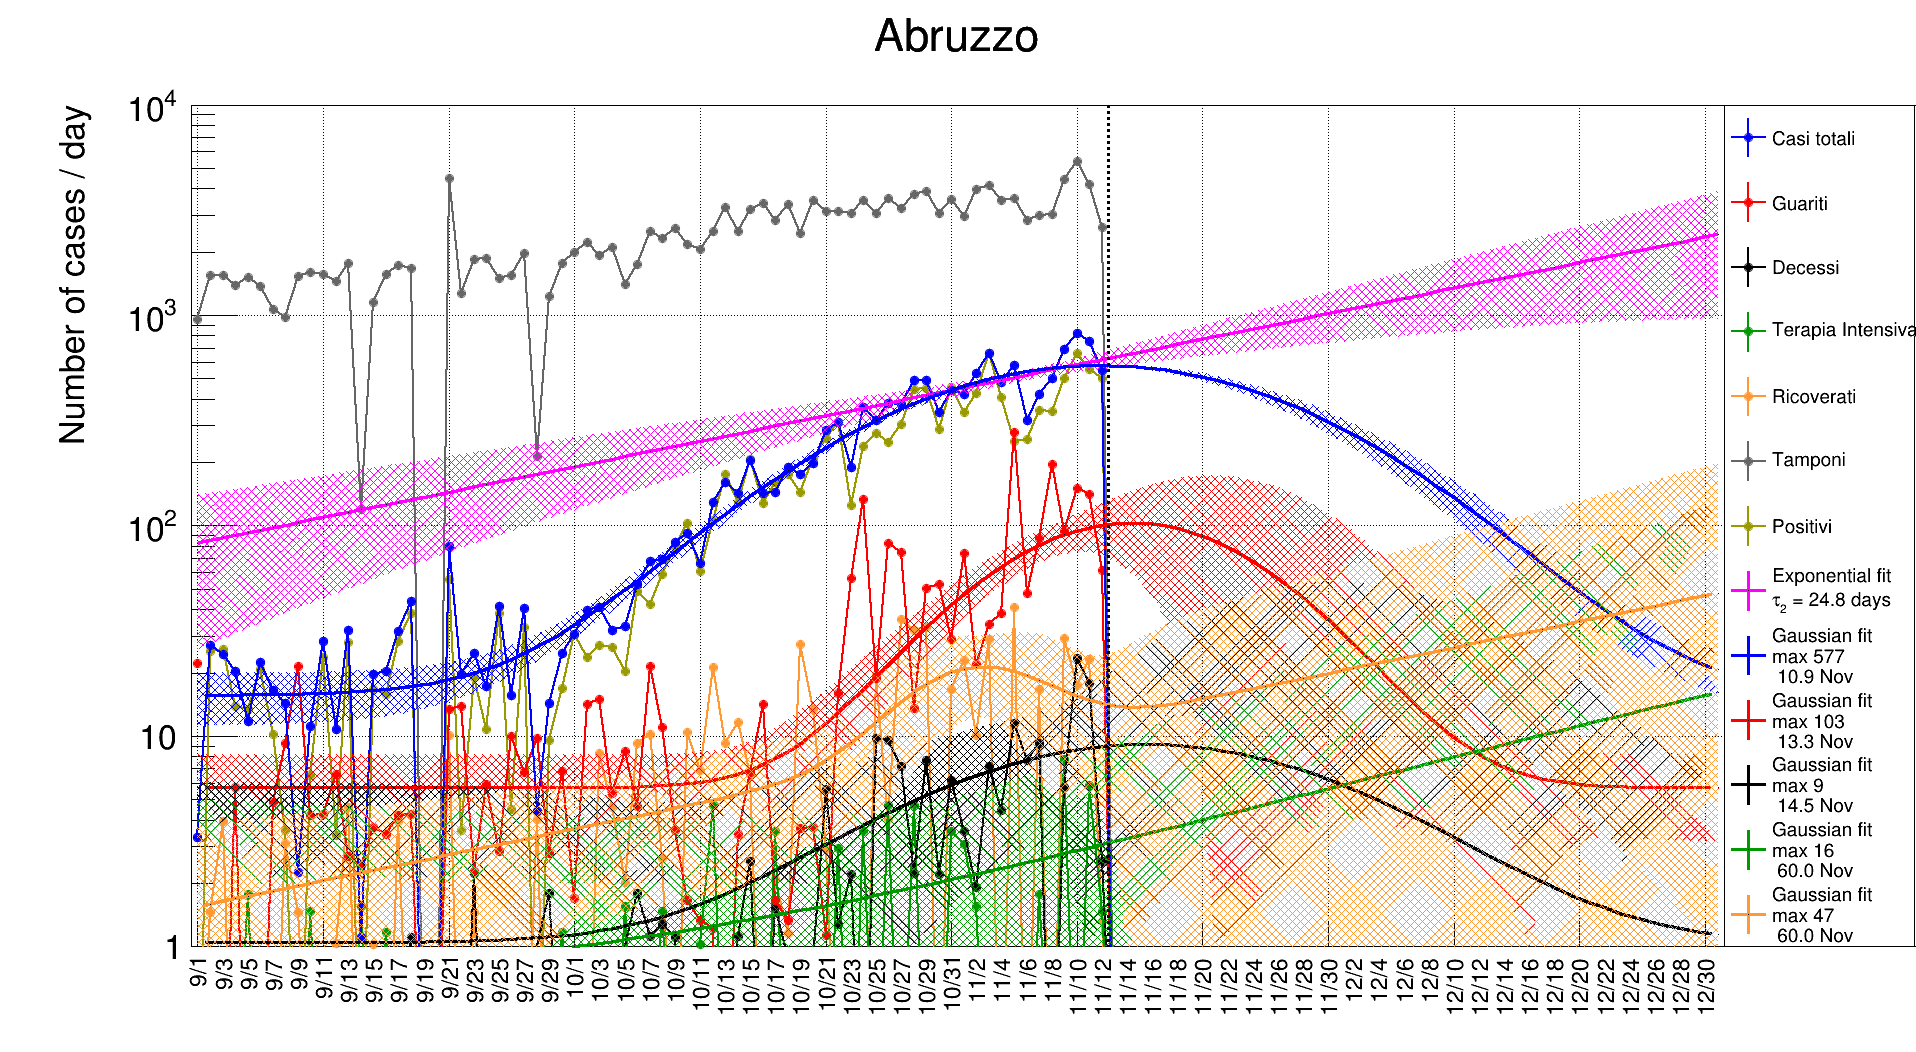 Abruzzo
Number of cases / day
10⁴
10³
10²
10
1
9/1
9/3
9/5
9/7
9/9
9/11
9/13
9/15
9/17
9/19
9/21
9/23
9/25
9/27
9/29
10/1
10/3
10/5
10/7
10/9
10/11
10/13
10/15
10/17
10/19
10/21
10/23
10/25
10/27
10/29
10/31
11/2
11/4
11/6
11/8
11/10
11/12
11/14
11/16
11/18
11/20
11/22
11/24
11/26
11/28
11/30
12/2
12/4
12/6
12/8
12/10
12/12
12/14
12/16
12/18
12/20
12/22
12/24
12/26
12/28
12/30
Casi totali
Guariti
Decessi
Terapia Intensiva
Ricoverati
Tamponi
Positivi
Exponential fit
τ₂ = 24.8 days
Gaussian fit
max 577
10.9 Nov
Gaussian fit
max 103
13.3 Nov
Gaussian fit
max 9
14.5 Nov
Gaussian fit
max 16
60.0 Nov
Gaussian fit
max 47
60.0 Nov